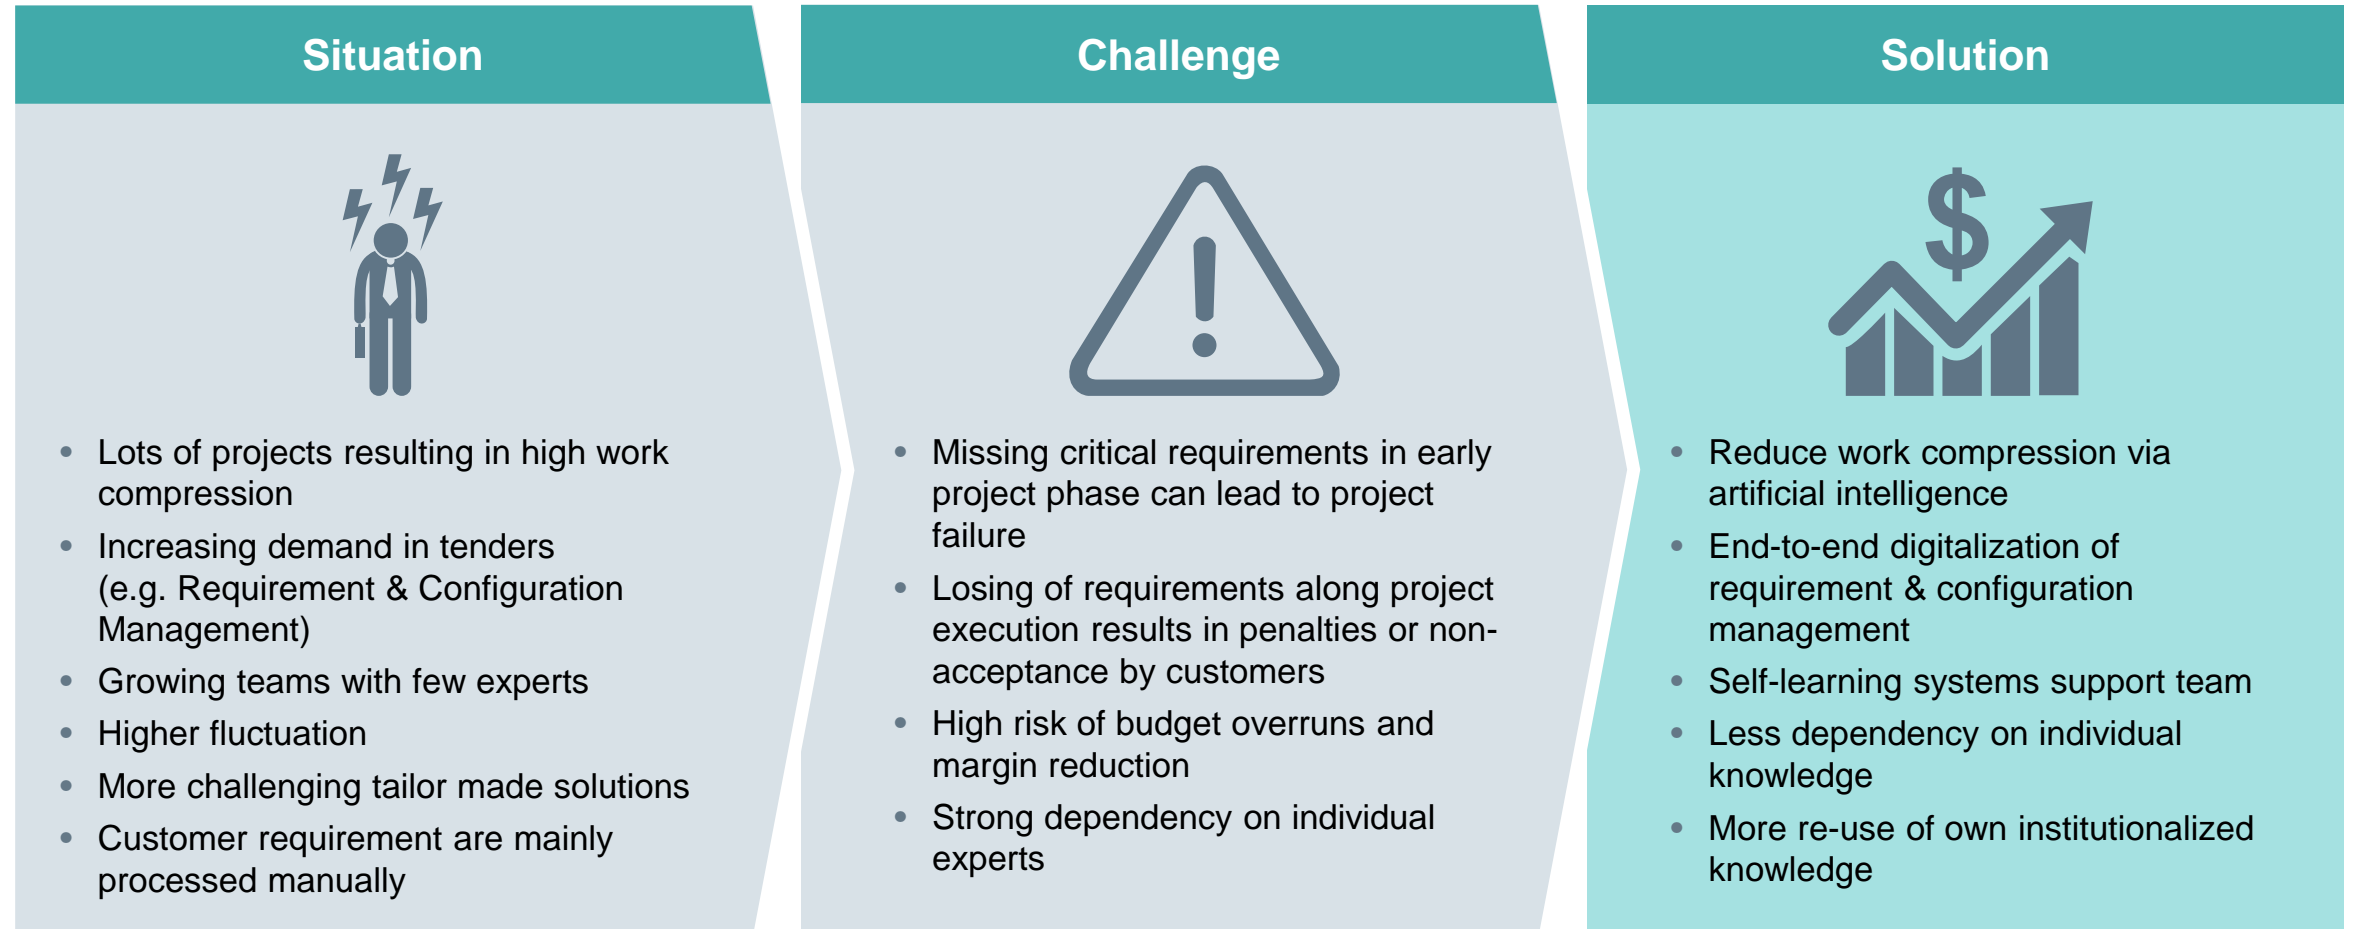 Situation
• Lots of projects resulting in high work
compression
• Increasing demand in tenders
(e.g. Requirement & Configuration
Management)
• Growing teams with few experts
• Higher fluctuation
• More challenging tailor made solutions
• Customer requirement are mainly
processed manually
Challenge
• Missing critical requirements in early
project phase can lead to project
failure
• Losing of requirements along project
execution results in penalties or non-
acceptance by customers
• High risk of budget overruns and
margin reduction
• Strong dependency on individual
experts
Solution
$
• Reduce work compression via
artificial intelligence
• End-to-end digitalization of
requirement & configuration
management
• Self-learning systems support team
• Less dependency on individual
knowledge
• More re-use of own institutionalized
knowledge